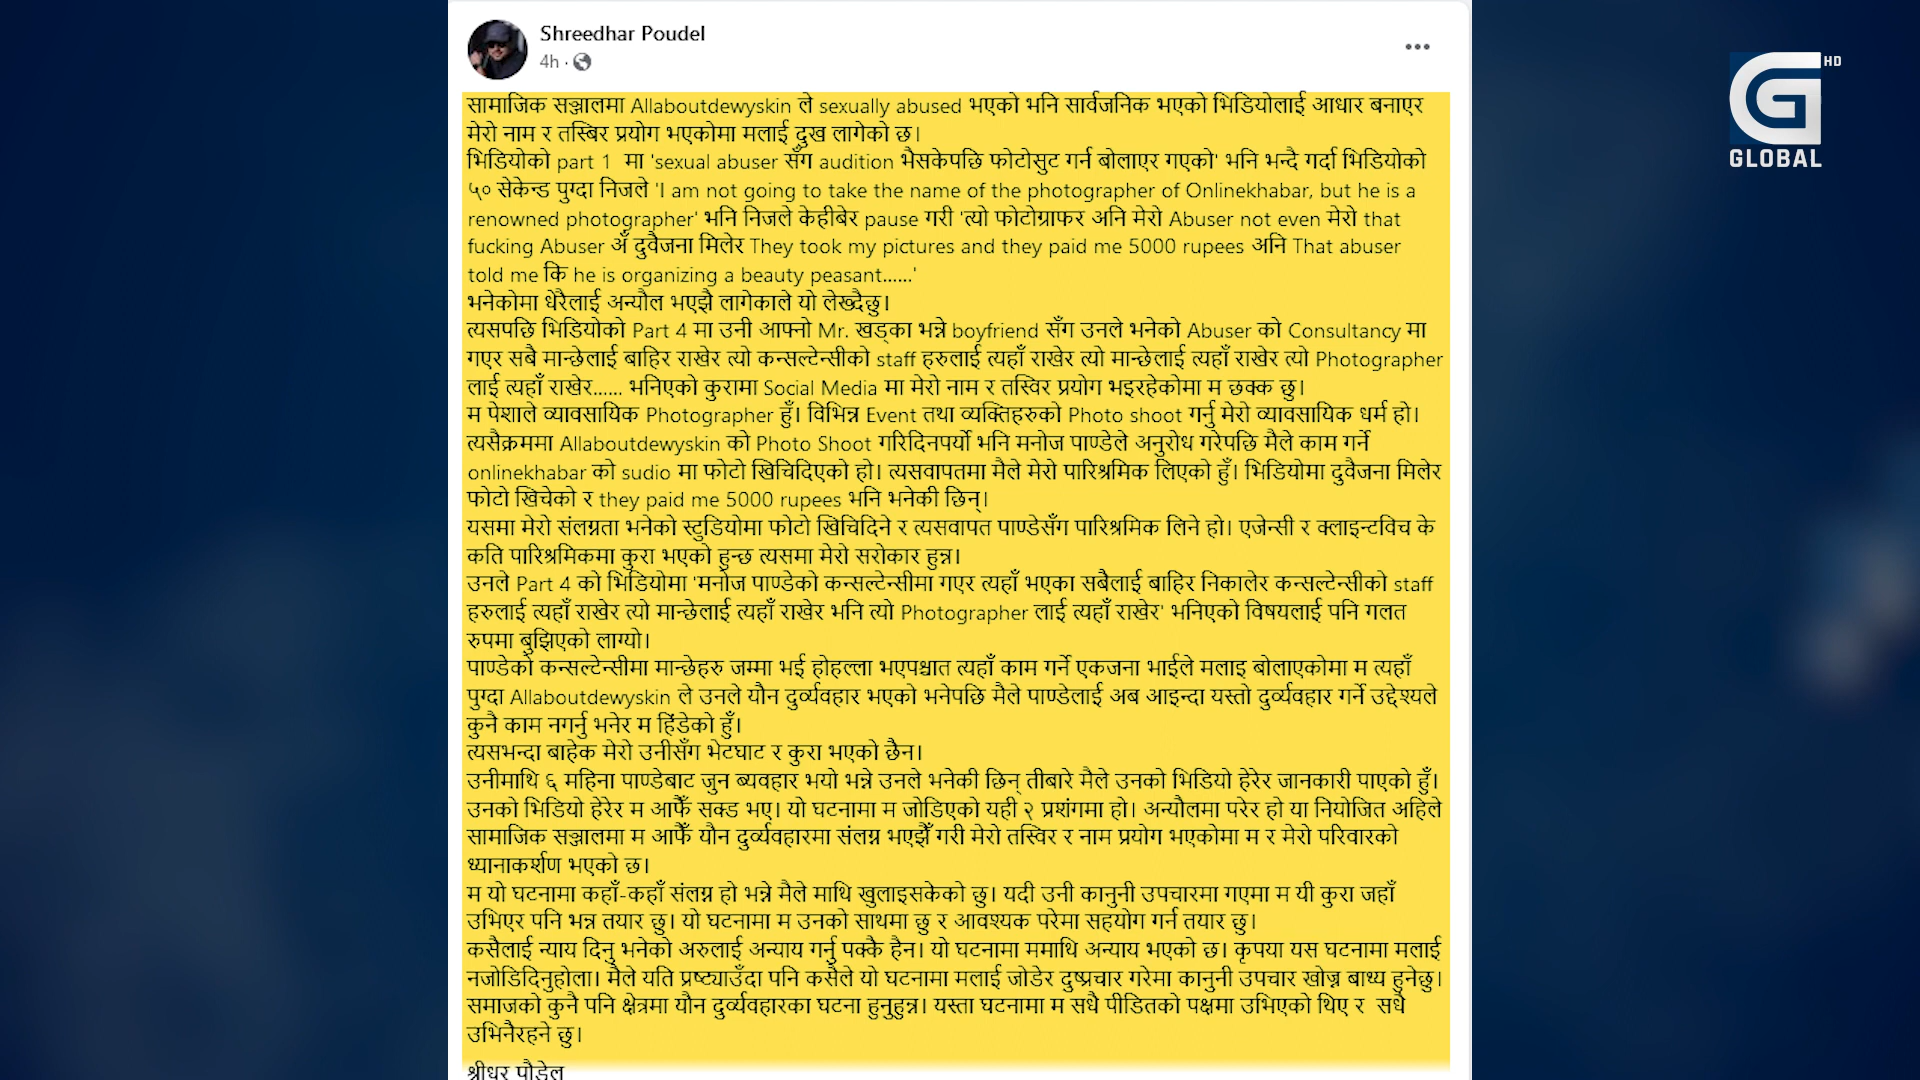 Shreedhar Poudel
4h ·
HD
GLOBAL
सामाजिक सञ्जालमा Allaboutdewyskin ले sexually abused भएको भनि सार्वजनिक भएको भिडियोलाई आधार बनाएर
मेरो नाम र तस्बिर प्रयोग भएकोमा मलाई दुख लागेको छ।
भिडियोको part 1 मा 'sexual abuser सँग audition भैसकेपछि फोटोसुट गर्न बोलाएर गएको' भनि भन्दै गर्दा भिडियोको
५० सेकेन्ड पुग्दा निजले 'I am not going to take the name of the photographer of Onlinekhabar, but he is a
renowned photographer' भनि निजले केहीबेर pause गरी 'त्यो फोटोग्राफर अनि मेरो Abuser not even मेरो that
fucking Abuser अँ दुवैजना मिलेर They took my pictures and they paid me 5000 rupees अनि That abuser
told me कि he is organizing a beauty peasant......'
भनेकोमा धेरैलाई अन्यौल भएझै लागेकाले यो लेख्दैछु।
त्यसपछि भिडियोको Part 4 मा उनी आफ्नो Mr. खड्का भन्ने boyfriend सँग उनले भनेको Abuser को Consultancy मा
गएर सबै मान्छेलाई बाहिर राखेर त्यो कन्सल्टेन्सीको staff हरुलाई त्यहाँ राखेर त्यो मान्छेलाई त्यहाँ राखेर त्यो Photographer
लाई त्यहाँ राखेर...... भनिएको कुरामा Social Media मा मेरो नाम र तस्विर प्रयोग भइरहेकोमा म छक्क छु।
म पेशाले व्यावसायिक Photographer हुँ। विभिन्न Event तथा व्यक्तिहरुको Photo shoot गर्नु मेरो व्यावसायिक धर्म हो।
त्यसैक्रममा Allaboutdewyskin को Photo Shoot गरिदिनपर्यो भनि मनोज पाण्डेले अनुरोध गरेपछि मैले काम गर्ने
onlinekhabar को sudio मा फोटो खिचिदिएको हो। त्यसवापतमा मैले मेरो पारिश्रमिक लिएको हुँ। भिडियोमा दुवैजना मिलेर
फोटो खिचेको र they paid me 5000 rupees भनि भनेकी छिन्।
यसमा मेरो संलग्नता भनेको स्टुडियोमा फोटो खिचिदिने र त्यसवापत पाण्डेसँग पारिश्रमिक लिने हो। एजेन्सी र क्लाइन्टविच के
कति पारिश्रमिकमा कुरा भएको हुन्छ त्यसमा मेरो सरोकार हुन्न।
उनले Part 4 को भिडियोमा 'मनोज पाण्डेको कन्सल्टेन्सीमा गएर त्यहाँ भएका सबैलाई बाहिर निकालेर कन्सल्टेन्सीको staff
हरुलाई त्यहाँ राखेर त्यो मान्छेलाई त्यहाँ राखेर भनि त्यो Photographer लाई त्यहाँ राखेर' भनिएको विषयलाई पनि गलत
रुपमा बुझिएको लाग्यो।
पाण्डेको कन्सल्टेन्सीमा मान्छेहरु जम्मा भई होहल्ला भएपश्चात त्यहाँ काम गर्ने एकजना भाईले मलाइ बोलाएकोमा म त्यहाँ
पुग्दा Allaboutdewyskin ले उनले यौन दुर्व्यवहार भएको भनेपछि मैले पाण्डेलाई अब आइन्दा यस्तो दुर्व्यवहार गर्ने उद्देश्यले
कुनै काम नगर्नु भनेर म हिंडेको हुँ।
त्यसभन्दा बाहेक मेरो उनीसँग भेटघाट र कुरा भएको छैन।
उनीमाथि ६ महिना पाण्डेबाट जुन ब्यवहार भयो भन्ने उनले भनेकी छिन् तीबारे मैले उनको भिडियो हेरेर जानकारी पाएको हुँ।
उनको भिडियो हेरेर म आफैँ सक्ड भए। यो घटनामा म जोडिएको यही २ प्रशंगमा हो। अन्यौलमा परेर हो या नियोजित अहिले
सामाजिक सञ्जालमा म आफैँ यौन दुर्व्यवहारमा संलग्न भएझैँ गरी मेरो तस्विर र नाम प्रयोग भएकोमा म र मेरो परिवारको
ध्यानाकर्शण भएको छ।
म यो घटनामा कहाँ-कहाँ संलग्न हो भन्ने मैले माथि खुलाइसकेको छु। यदी उनी कानुनी उपचारमा गएमा म यी कुरा जहाँ
उभिएर पनि भन्न तयार छु। यो घटनामा म उनको साथमा छु र आवश्यक परेमा सहयोग गर्न तयार छु।
कसैलाई न्याय दिनु भनेको अरुलाई अन्याय गर्नु पक्कै हैन। यो घटनामा ममाथि अन्याय भएको छ। कृपया यस घटनामा मलाई
नजोडिदिनुहोला। मैले यति प्रष्ट्याउँदा पनि कसैले यो घटनामा मलाई जोडेर दुष्प्रचार गरेमा कानुनी उपचार खोज्न बाध्य हुनेछु।
समाजको कुनै पनि क्षेत्रमा यौन दुर्व्यवहारका घटना हुनुहुन्न। यस्ता घटनामा म सधै पीडितको पक्षमा उभिएको थिए र सधै
उभिनैरहने छु।
श्रीधर पौडेल